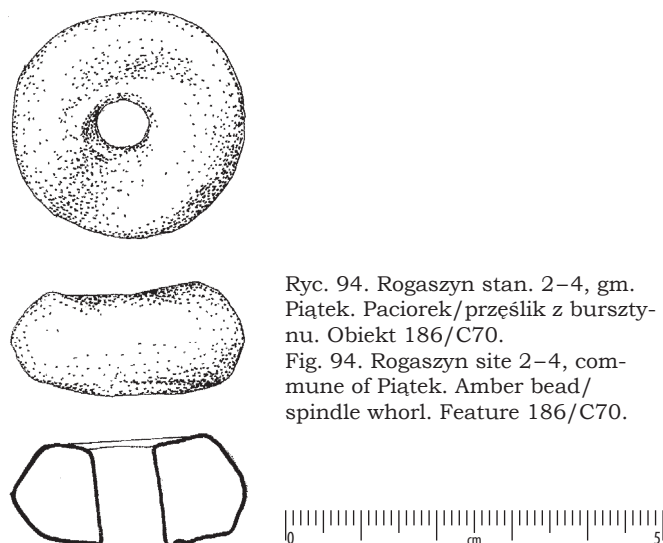 Ryc. 94. Rogaszyn stan. 2–4, gm.
Piątek. Paciorek/przęślik z burszty-
nu. Obiekt 186/C70.
Fig. 94. Rogaszyn site 2–4, com-
mune of Piątek. Amber bead/
spindle whorl. Feature 186/C70.
0 cm 5